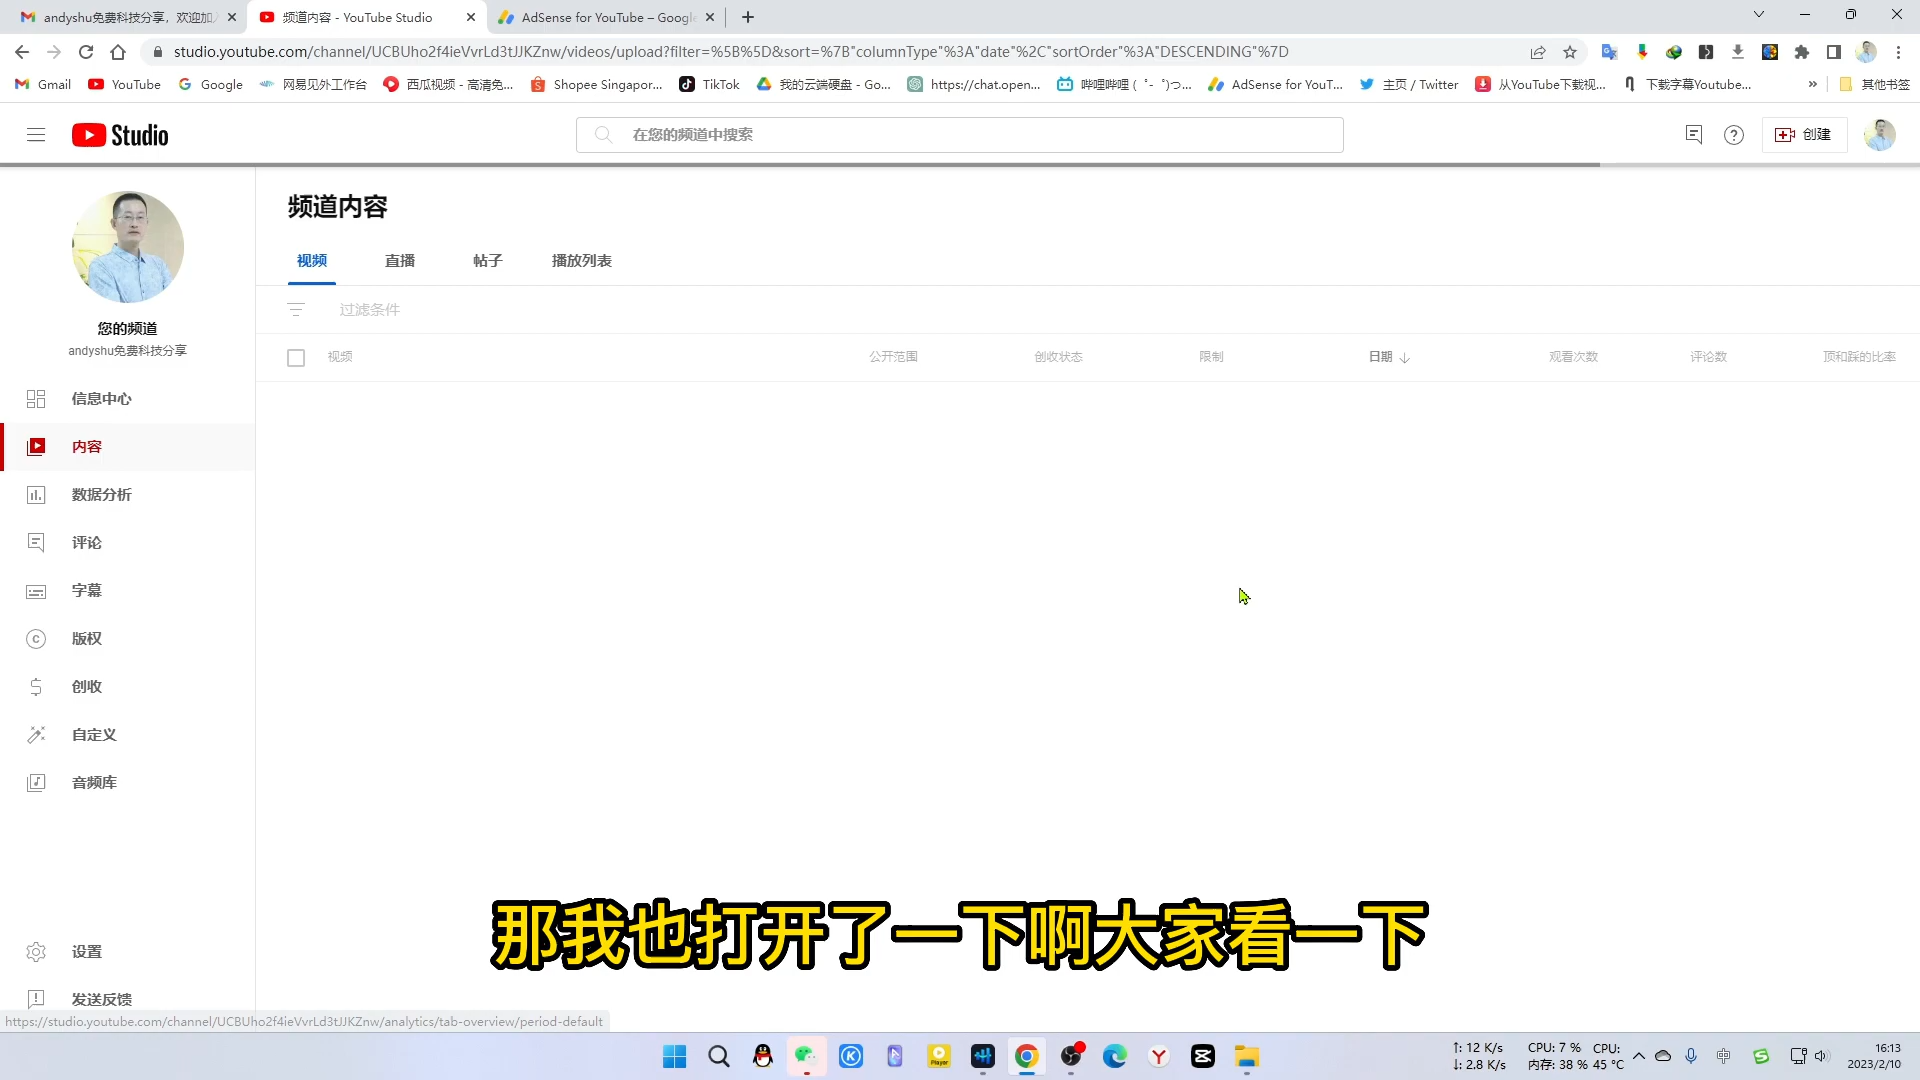 andyshu免费科技分享，欢迎加
频道内容 - YouTube Studio
AdSense for YouTube – Google
studio.youtube.com/channel/UCBUho2f4ieVvrLd3tJJKZnw/videos/upload?filter=%5B%5D&sort=%7B"columnType"%3A"date"%2C"sortOrder"%3A"DESCENDING"%7D
Gmail
YouTube
Google
网易见外工作台
西瓜视频 - 高清免...
Shopee Singapor...
TikTok
我的云端硬盘 - Go...
https://chat.open...
哔哩哔哩 (゜-゜)つ...
AdSense for YouT...
主页 / Twitter
从YouTube下载视...
下载字幕Youtube...
»
其他书签
Studio
在您的频道中搜索
创建
您的频道
andyshu免费科技分享
信息中心
内容
数据分析
评论
字幕
版权
创收
自定义
音频库
设置
发送反馈
频道内容
视频
直播
帖子
播放列表
过滤条件
视频
公开范围
创收状态
限制
日期
观看次数
评论数
顶和踩的比率
那我也打开了一下啊大家看一下
https://studio.youtube.com/channel/UCBUho2f4ieVvrLd3tJJKZnw/analytics/tab-overview/period-default
Player
↑: 12 K/s
↓: 2.8 K/s
CPU: 7 %
内存: 38 %
CPU:
45 °C
中
16:13
2023/2/10